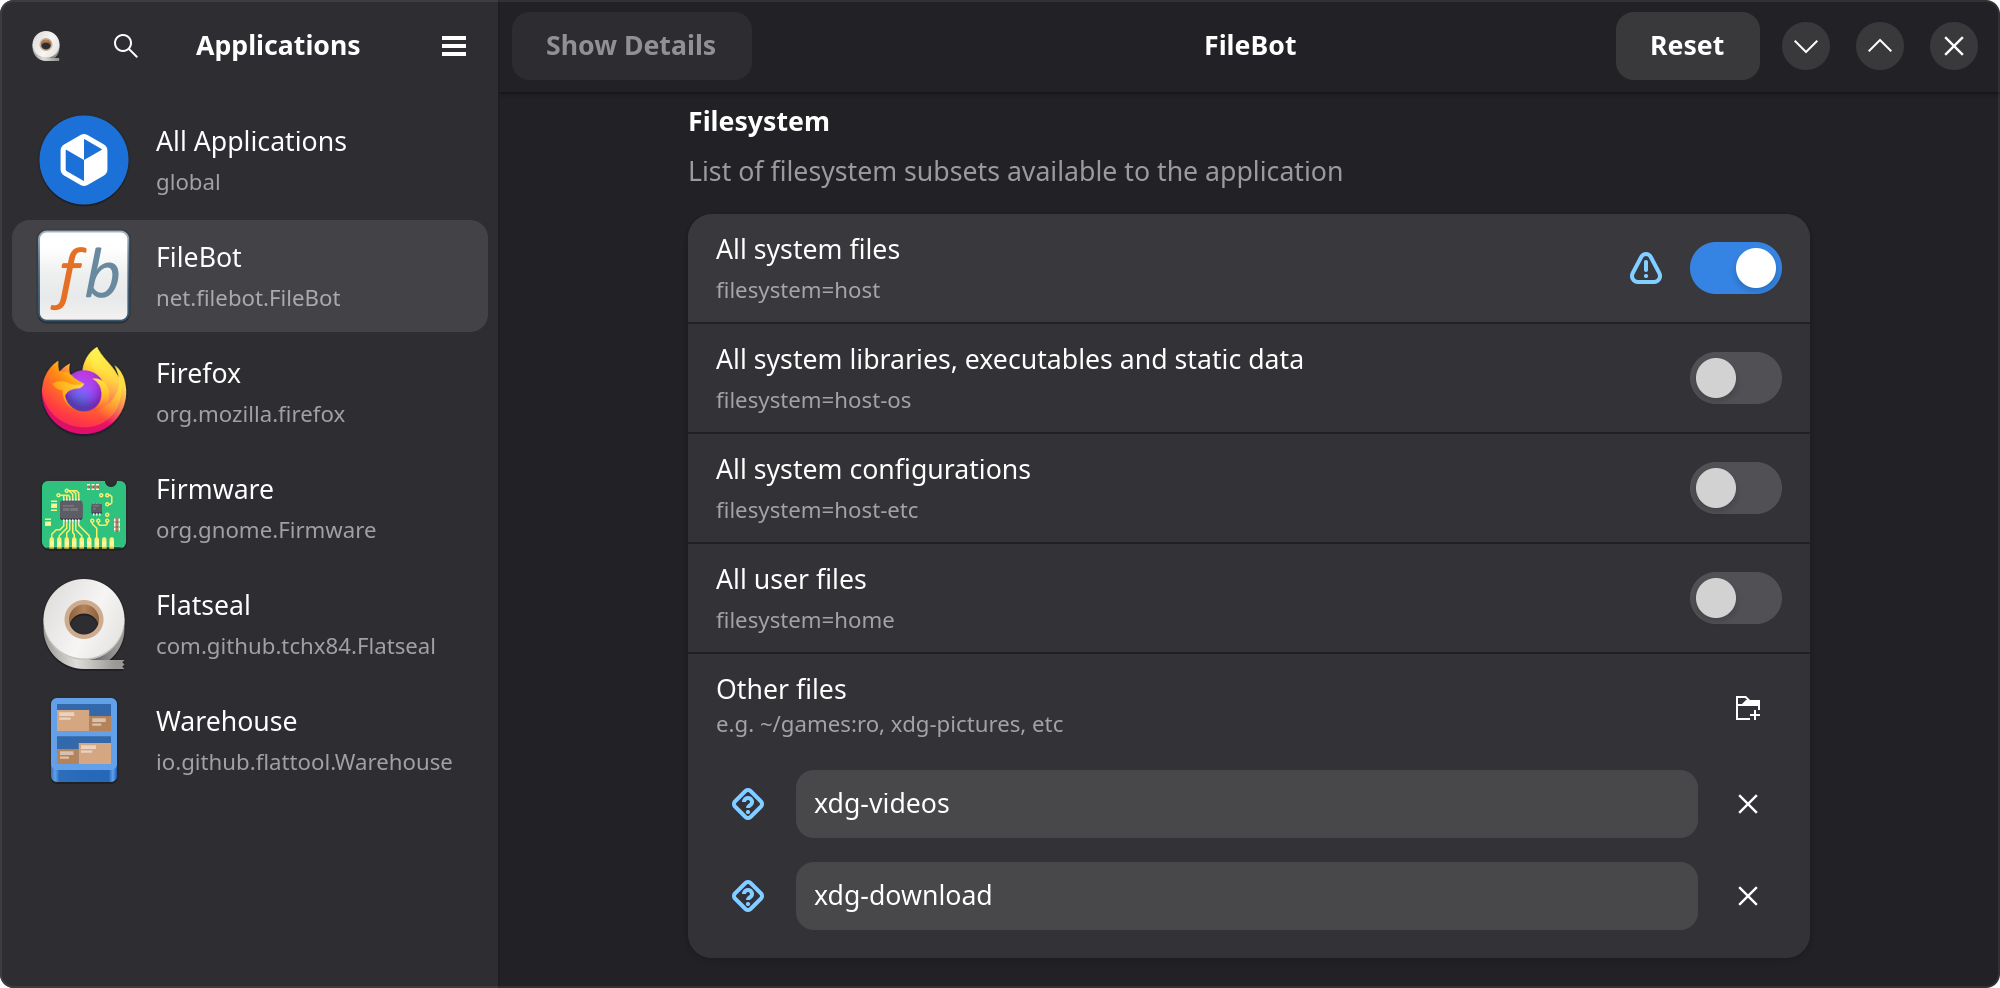 Applications
Show Details
FileBot
Reset
All Applications
global
fb
FileBot
net.filebot.FileBot
Firefox
org.mozilla.firefox
Firmware
org.gnome.Firmware
Flatseal
com.github.tchx84.Flatseal
Warehouse
io.github.flattool.Warehouse
Filesystem
List of filesystem subsets available to the application
All system files
filesystem=host
All system libraries, executables and static data
filesystem=host-os
All system configurations
filesystem=host-etc
All user files
filesystem=home
Other files
e.g. ~/games:ro, xdg-pictures, etc
xdg-videos
xdg-download